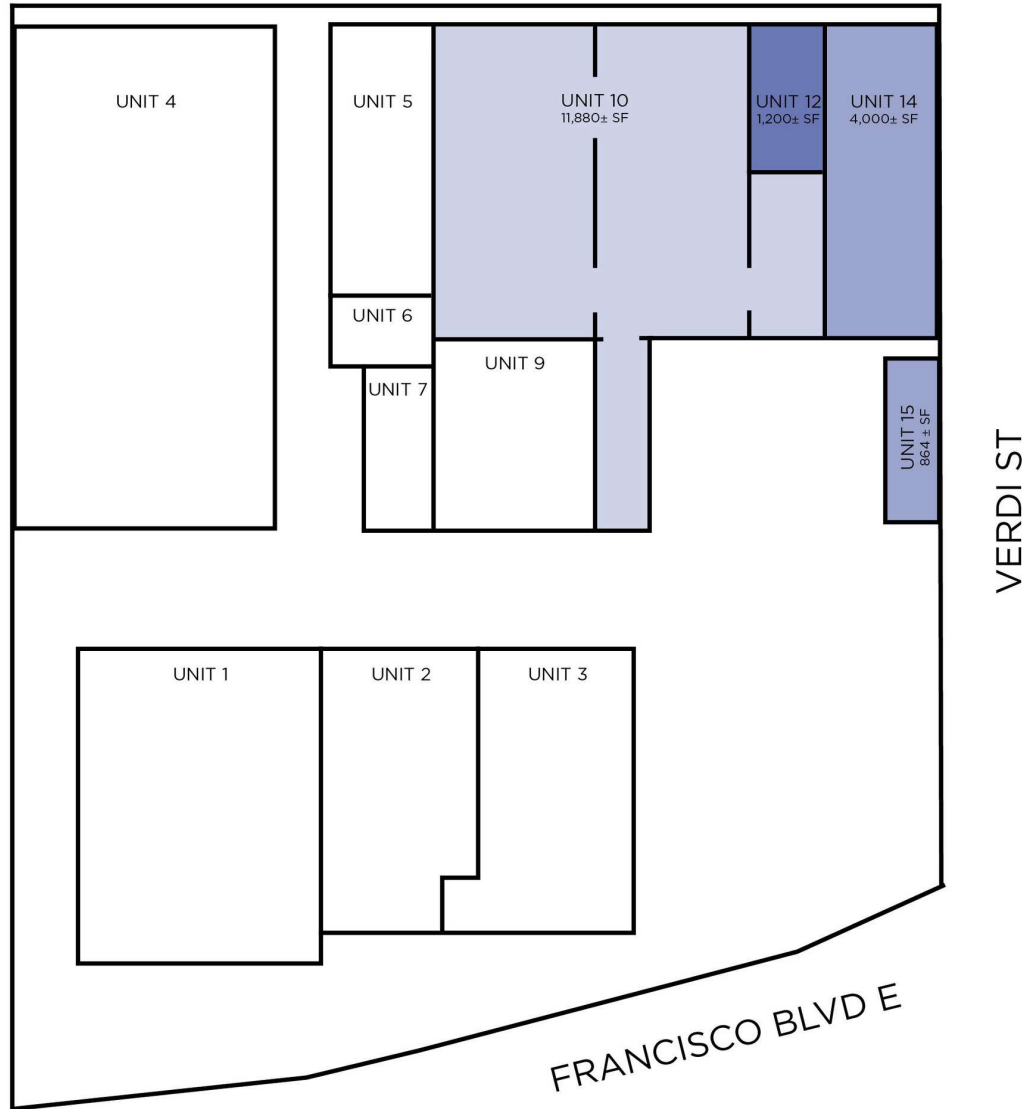 UNIT 4
UNIT 5
UNIT 10
11,880± SF
UNIT 12
1,200± SF
UNIT 14
4,000± SF
UNIT 6
UNIT 7
UNIT 9
UNIT 15
864 ± SF
VERDI ST
UNIT 1
UNIT 2
UNIT 3
FRANCISCO BLVD E